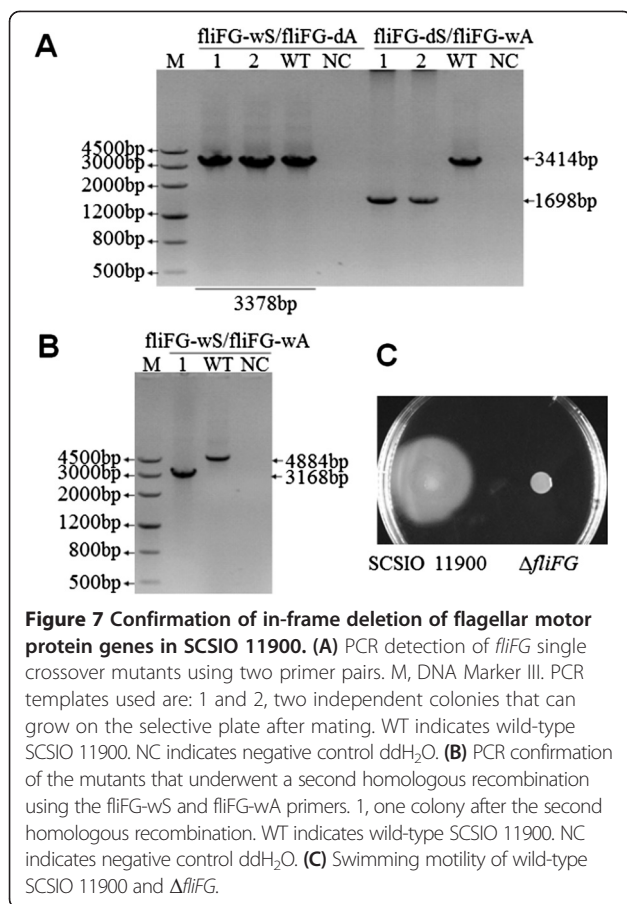 A
fliFG-wS/fliFG-dA fliFG-dS/fliFG-wA
M 1 2 WT NC 1 2 WT NC
4500bp
3000bp
2000bp
1200bp
800bp
500bp
3414bp
1698bp
3378bp
B
fliFG-wS/fliFG-wA
M 1 WT NC
4500bp
3000bp
2000bp
1200bp
800bp
500bp
4884bp
3168bp
C
SCSIO 11900 ΔfliFG
Figure 7 Confirmation of in-frame deletion of flagellar motor
protein genes in SCSIO 11900. (A) PCR detection of fliFG single
crossover mutants using two primer pairs. M, DNA Marker III. PCR
templates used are: 1 and 2, two independent colonies that can
grow on the selective plate after mating. WT indicates wild-type
SCSIO 11900. NC indicates negative control ddH₂O. (B) PCR confirmation
of the mutants that underwent a second homologous recombination
using the fliFG-wS and fliFG-wA primers. 1, one colony after the second
homologous recombination. WT indicates wild-type SCSIO 11900. NC
indicates negative control ddH₂O. (C) Swimming motility of wild-type
SCSIO 11900 and ΔfliFG.